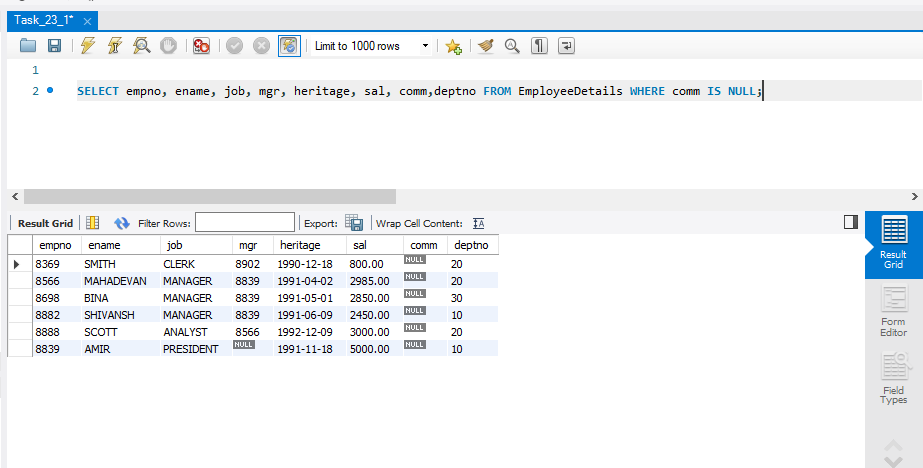 Task_23_1*
Limit to 1000 rows
1
2 SELECT empno, ename, job, mgr, heritage, sal, comm,deptno FROM EmployeeDetails WHERE comm IS NULL;
Result Grid Filter Rows: Export: Wrap Cell Content:
empno ename job mgr heritage sal comm deptno
8369 SMITH CLERK 8902 1990-12-18 800.00 NULL 20
8566 MAHADEVAN MANAGER 8839 1991-04-02 2985.00 NULL 20
8698 BINA MANAGER 8839 1991-05-01 2850.00 NULL 30
8882 SHIVANSH MANAGER 8839 1991-06-09 2450.00 NULL 10
8888 SCOTT ANALYST 8566 1992-12-09 3000.00 NULL 20
8839 AMIR PRESIDENT NULL 1991-11-18 5000.00 NULL 10
Result
Grid
Form
Editor
Field
Types